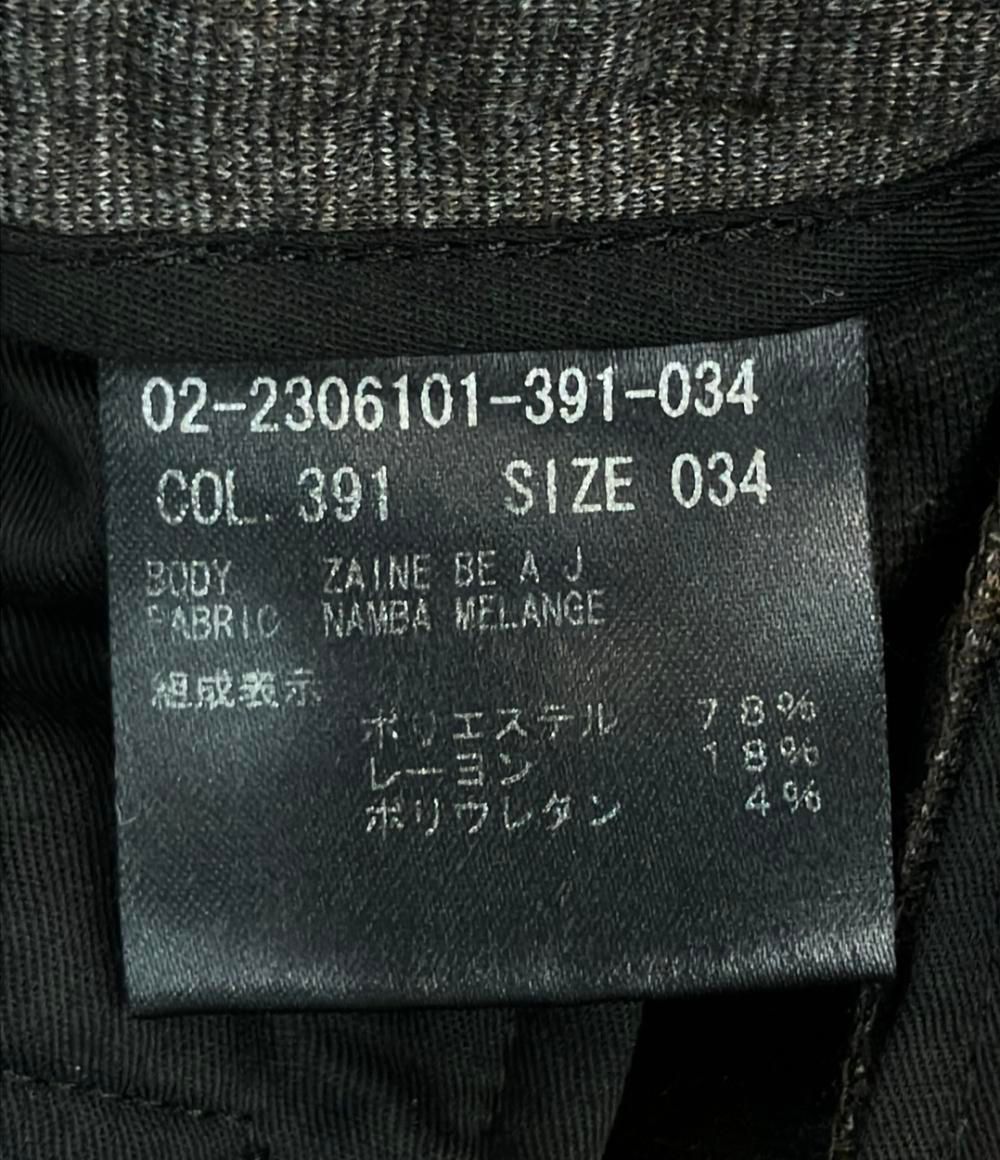 02-2306101-391-034
COL. 391 SIZE 034
BODY ZAINE BE A J
FABRIC NAMBA MELANGE
組成表示
ポリエステル 78%
レーヨン 18%
ポリウレタン 4%